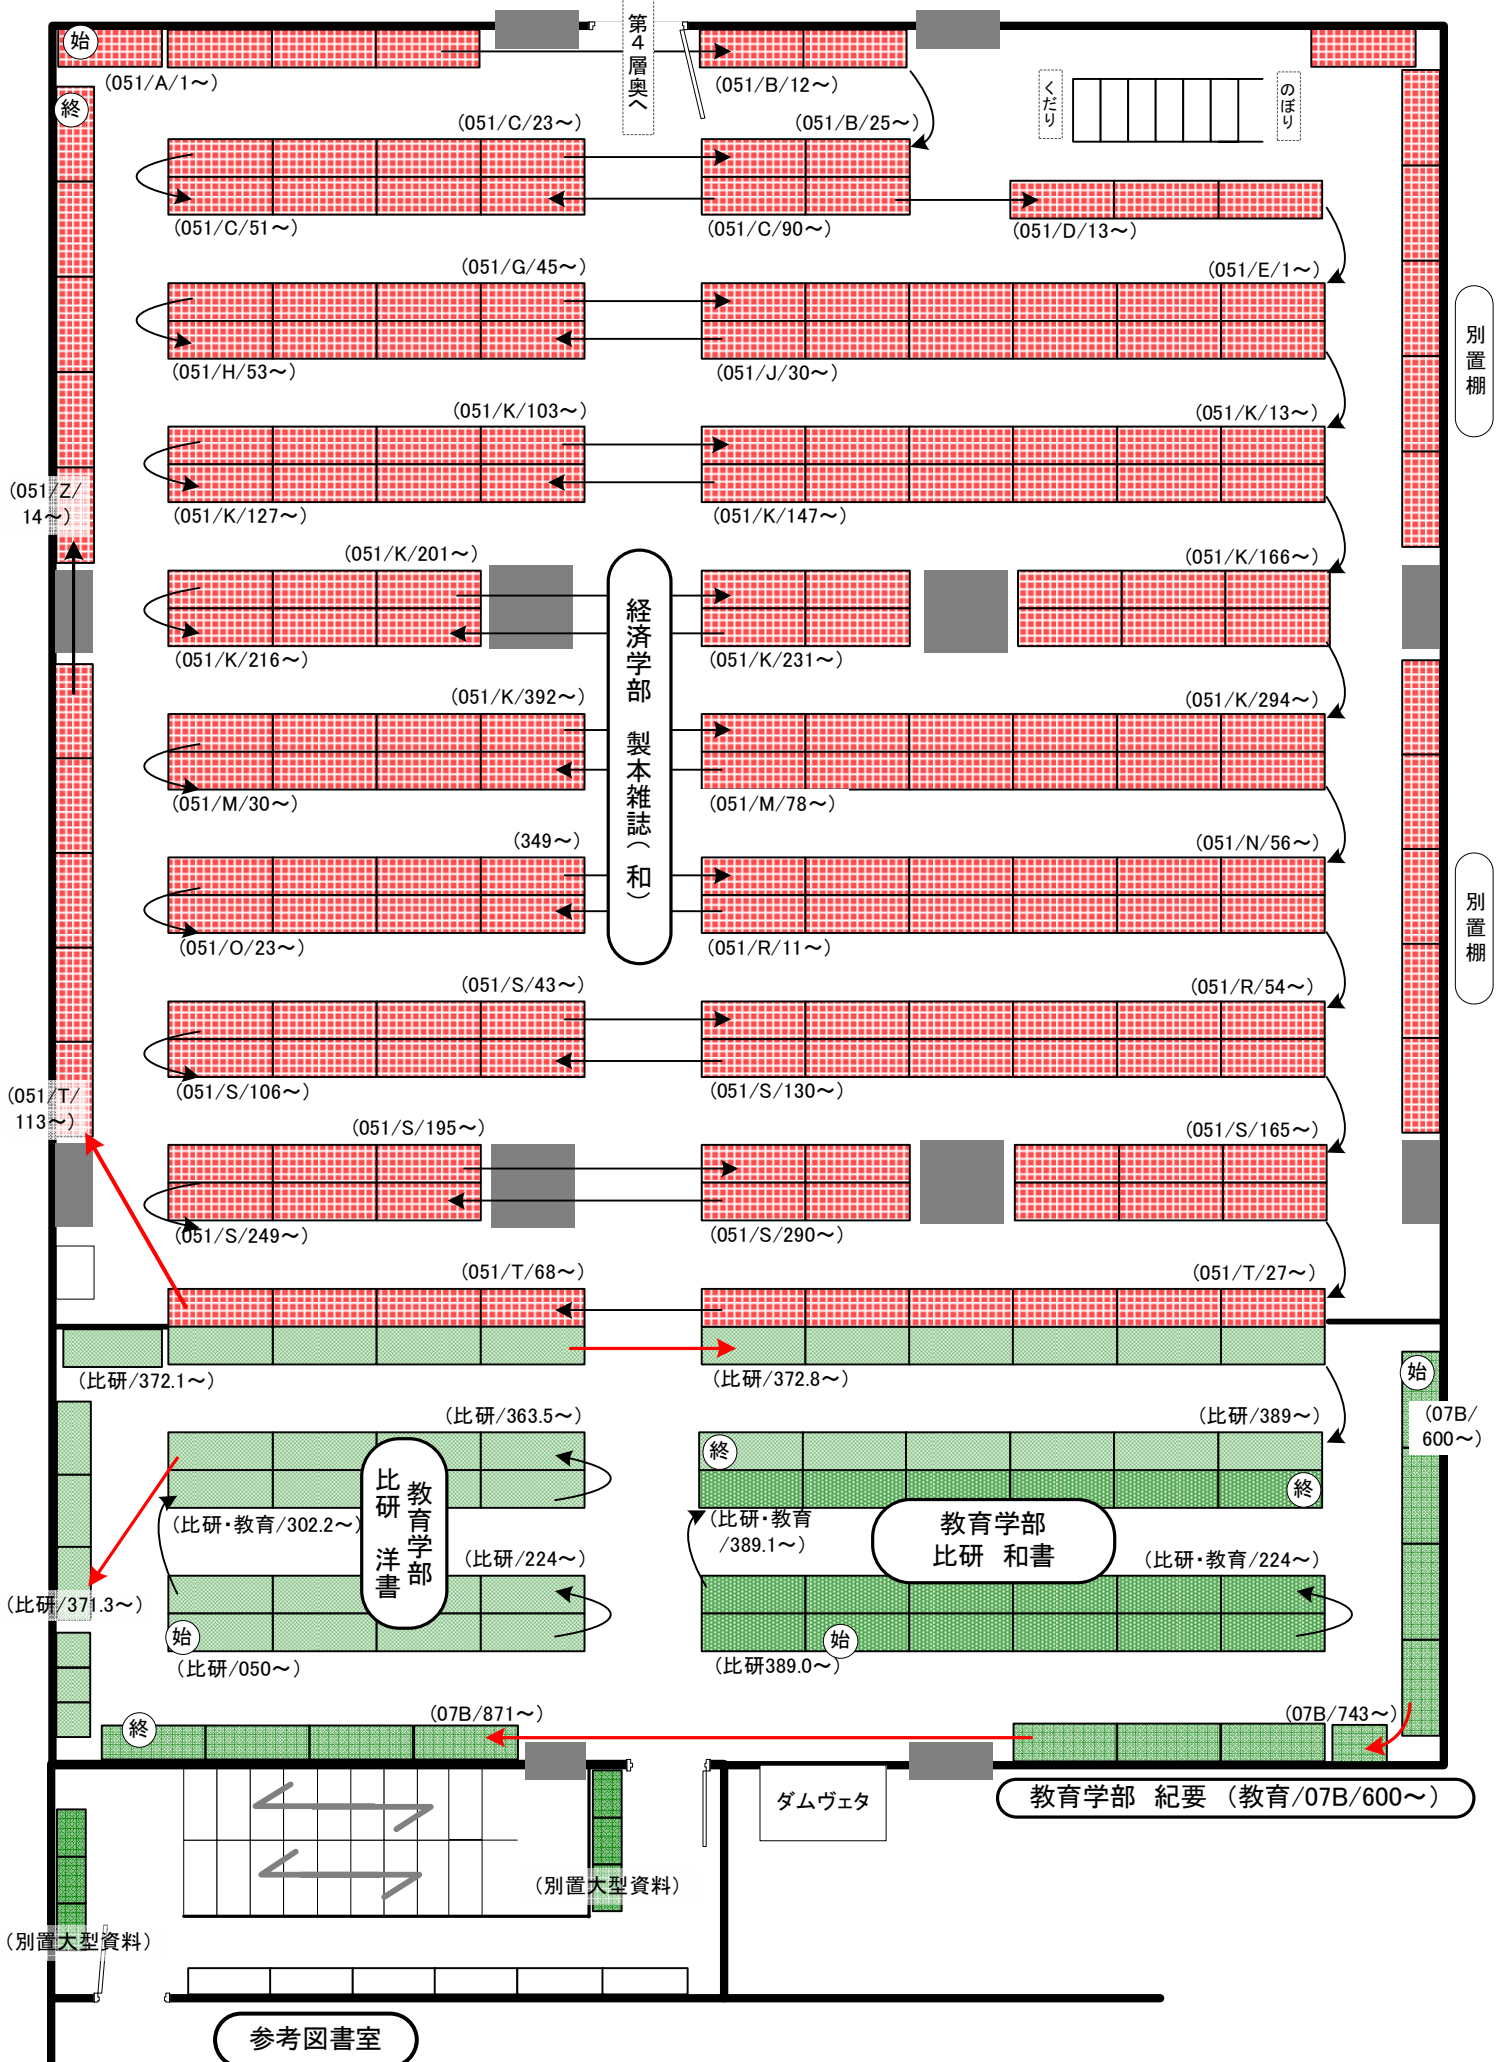 始
第4層奥へ
(051/A/1～)
(051/B/12～)
くだり
のぼり
終
(051/C/23～)
(051/B/25～)
(051/C/51～)
(051/C/90～)
(051/D/13～)
(051/G/45～)
(051/E/1～)
別置棚
(051/H/53～)
(051/J/30～)
(051/K/103～)
(051/K/13～)
(051/Z/
14～)
(051/K/127～)
(051/K/147～)
(051/K/201～)
(051/K/166～)
経済学部 製本雑誌(和)
(051/K/216～)
(051/K/231～)
(051/K/392～)
(051/K/294～)
(051/M/30～)
(051/M/78～)
(349～)
(051/N/56～)
別置棚
(051/O/23～)
(051/R/11～)
(051/S/43～)
(051/R/54～)
(051/T/
113～)
(051/S/106～)
(051/S/130～)
(051/S/195～)
(051/S/165～)
(051/S/249～)
(051/S/290～)
(051/T/68～)
(051/T/27～)
(比研/372.1～)
(比研/372.8～)
始
(07B/
600～)
(比研/363.5～)
(比研/389～)
終
終
教育学部
比研 洋書
(比研・教育/302.2～)
(比研・教育
/389.1～)
教育学部
比研 和書
(比研/224～)
(比研・教育/224～)
(比研/371.3～)
始
始
(比研/050～)
(比研389.0～)
終
(07B/871～)
(07B/743～)
教育学部 紀要 (教育/07B/600～)
ダムヴェタ
(別置大型資料)
(別置大型資料)
参考図書室